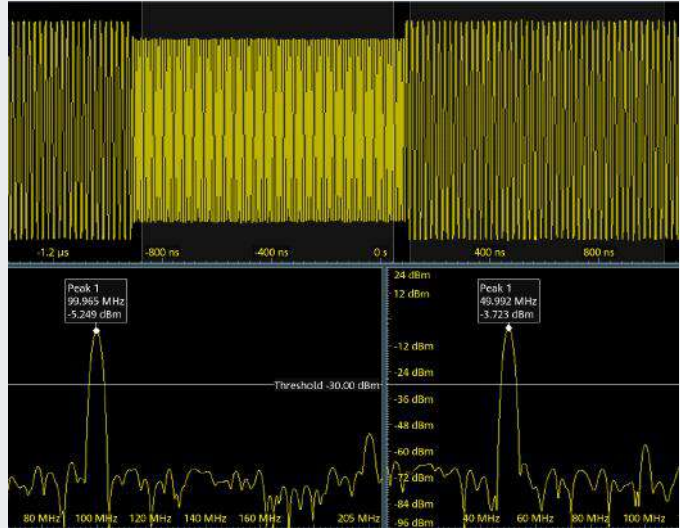 -1.2 µs -800 ns -400 ns 0 s 400 ns 800 ns
Peak 1
99.965 MHz
-5.249 dBm
Threshold -30.00 dBm
80 MHz 100 MHz 120 MHz 140 MHz 160 MHz 205 MHz
24 dBm
12 dBm
Peak 1
49.992 MHz
-3.723 dBm
-12 dBm
-24 dBm
-36 dBm
-48 dBm
-60 dBm
-72 dBm
-84 dBm
-96 dBm
40 MHz 60 MHz 80 MHz 100 MHz